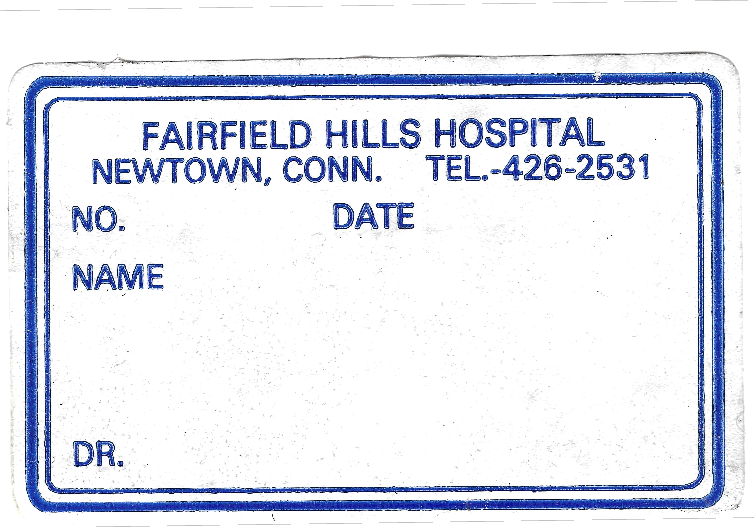 FAIRFIELD HILLS HOSPITAL
NEWTOWN, CONN. TEL.-426-2531
NO. DATE
NAME
DR.